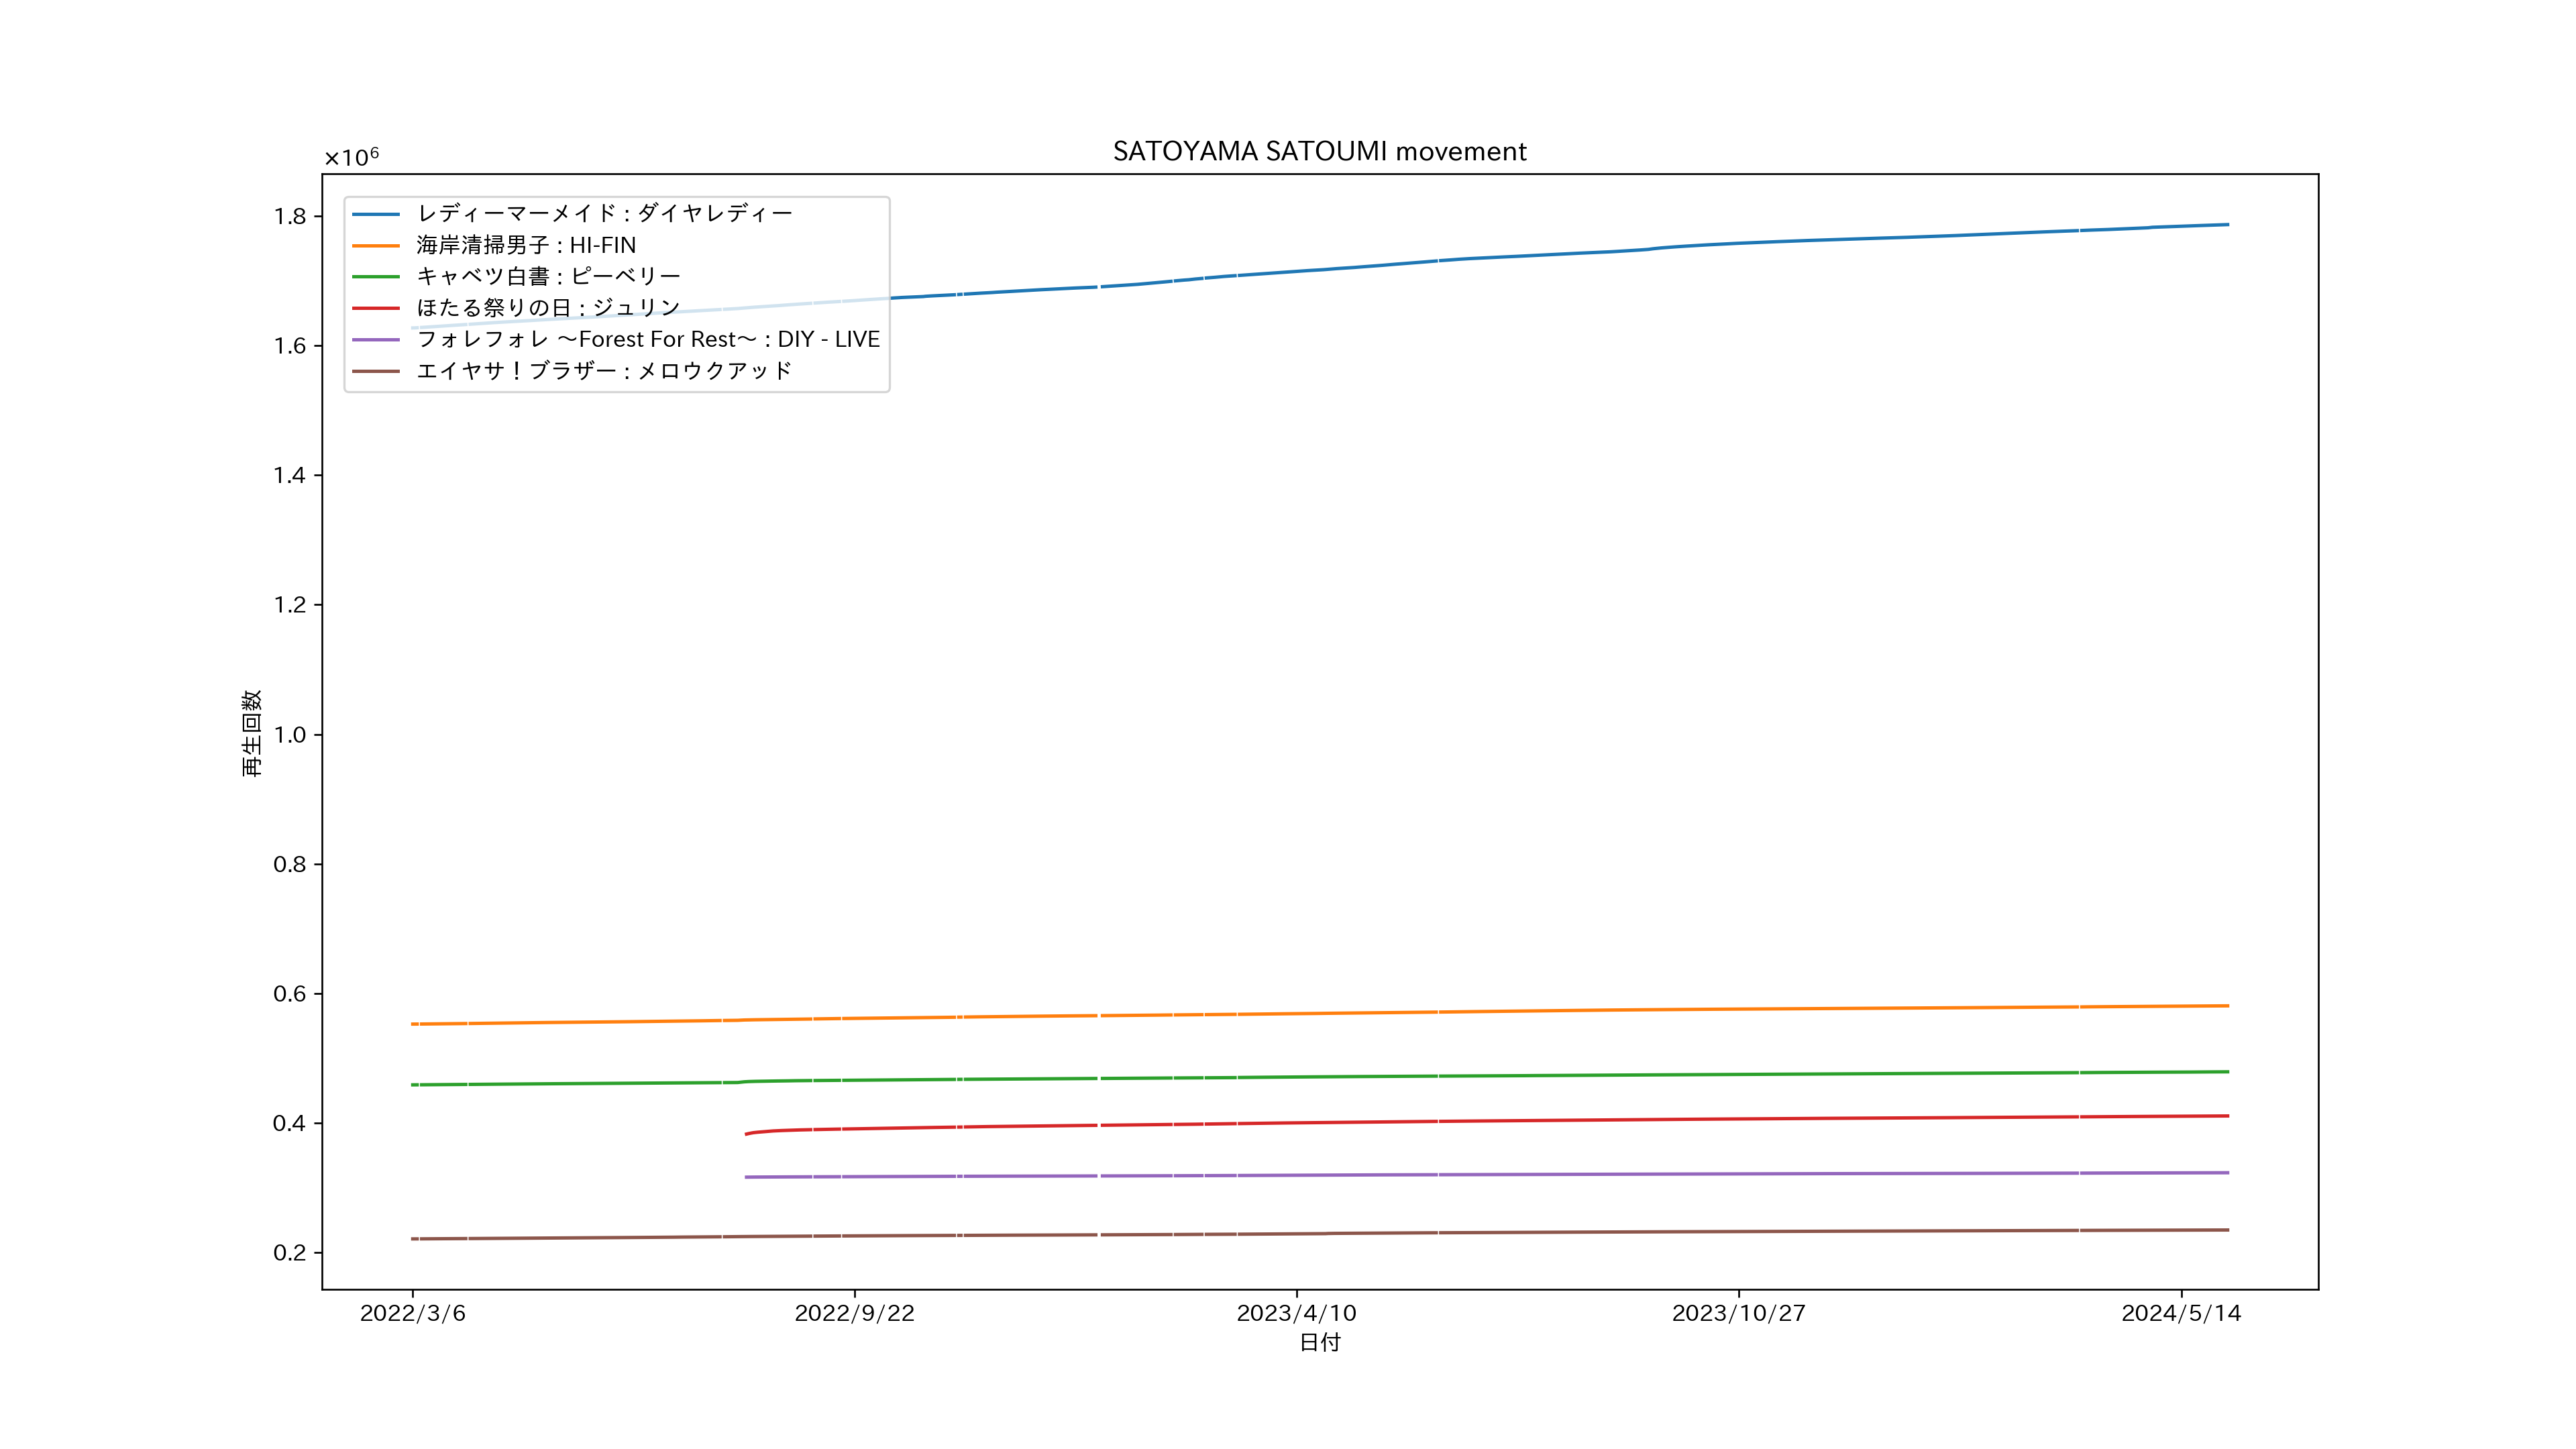 SATOYAMA SATOUMI movement
×10⁶
レディーマーメイド : ダイヤレディー
海岸清掃男子 : HI-FIN
キャベツ白書 : ピーベリー
ほたる祭りの日 : ジュリン
フォレフォレ 〜Forest For Rest〜 : DIY - LIVE
エイヤサ！ブラザー : メロウクアッド
1.8
1.6
1.4
1.2
1.0
0.8
0.6
0.4
0.2
再生回数
2022/3/6
2022/9/22
2023/4/10
2023/10/27
2024/5/14
日付